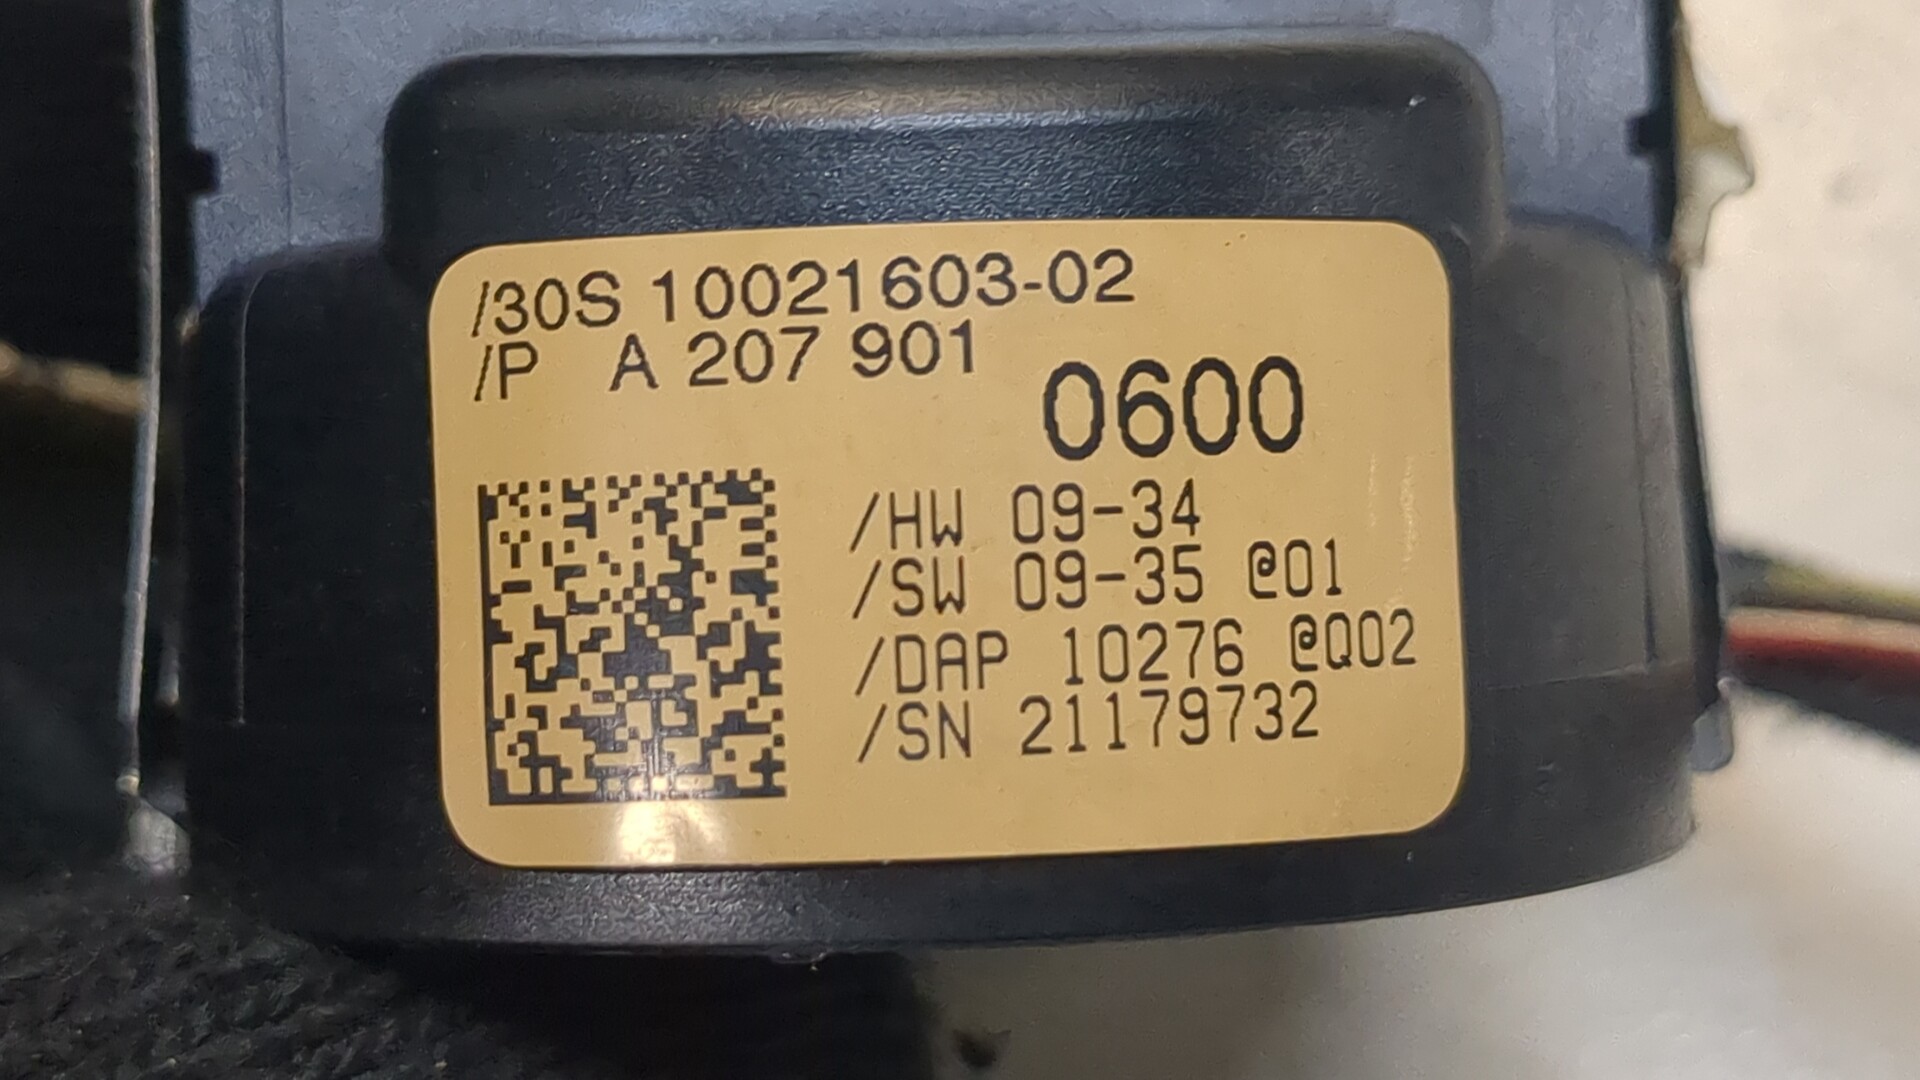 /30S 10021603-02
/P A 207 901
0600
/HW 09-34
/SW 09-35 @01
/DAP 10276 @Q02
/SN 21179732